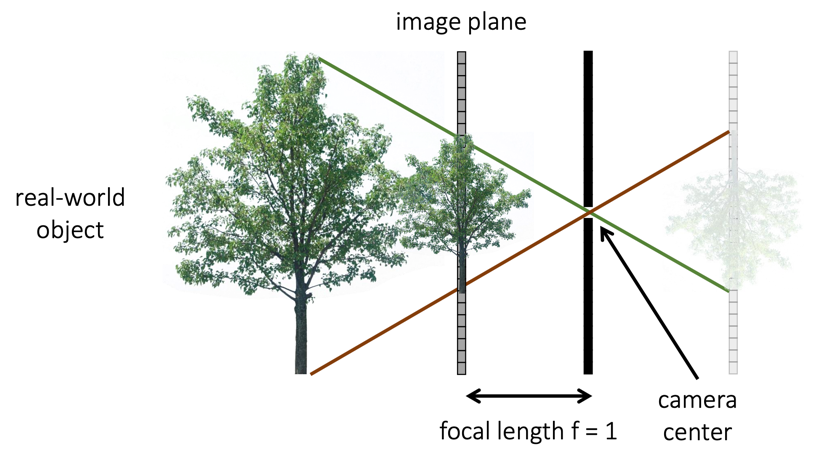 image plane
real-world
object
focal length f = 1
camera
center